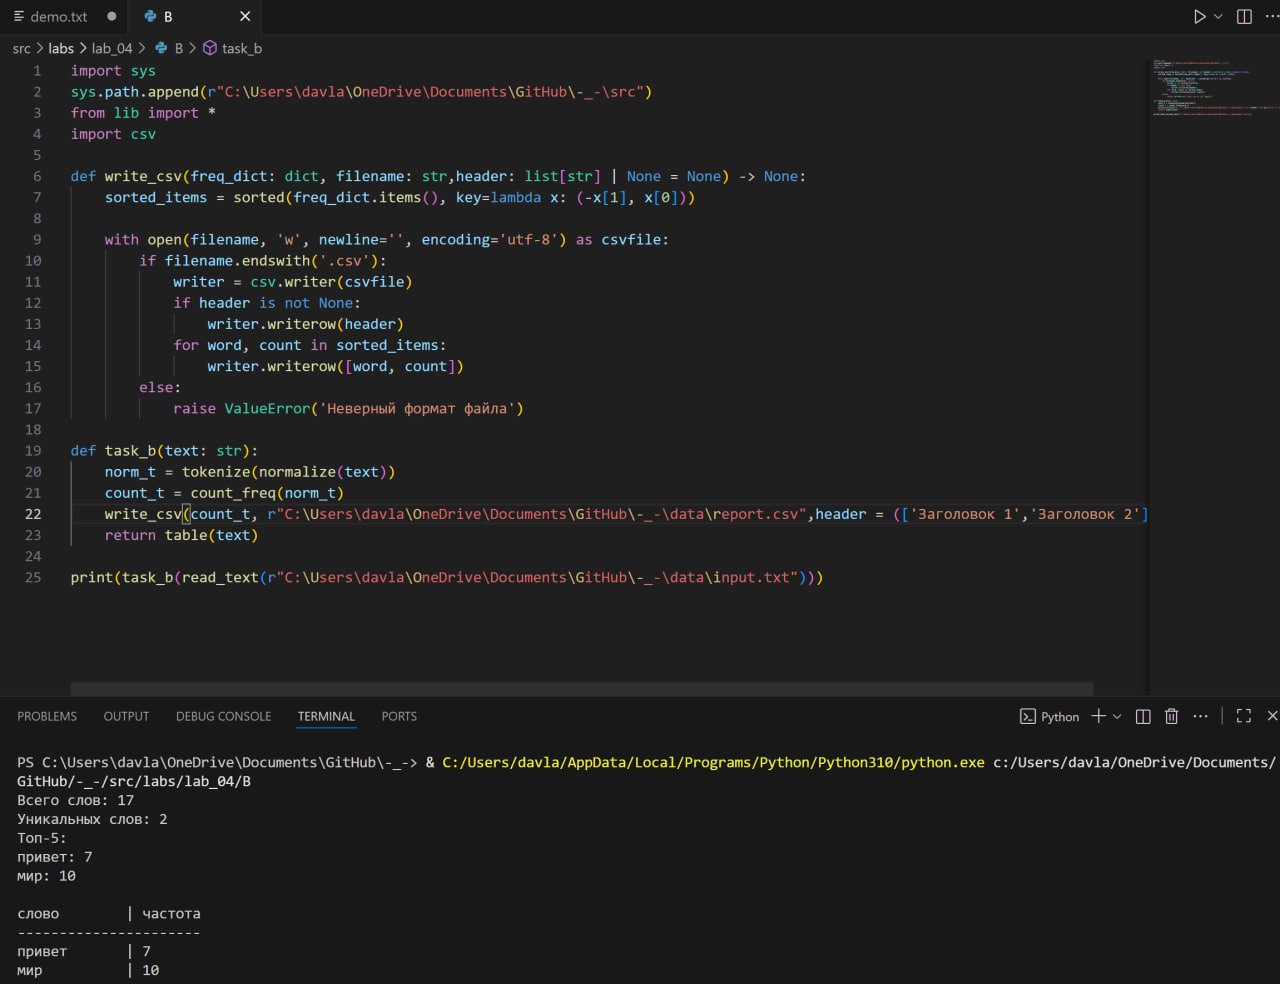 demo.txt
B
src > labs > lab_04 > B > task_b
1 import sys
2 sys.path.append(r"C:\Users\davla\OneDrive\Documents\GitHub\-_-\src")
3 from lib import *
4 import csv
5
6 def write_csv(freq_dict: dict, filename: str,header: list[str] | None = None) -> None:
7     sorted_items = sorted(freq_dict.items(), key=lambda x: (-x[1], x[0]))
8
9     with open(filename, 'w', newline='', encoding='utf-8') as csvfile:
10         if filename.endswith('.csv'):
11             writer = csv.writer(csvfile)
12             if header is not None:
13                 writer.writerow(header)
14             for word, count in sorted_items:
15                 writer.writerow([word, count])
16         else:
17             raise ValueError('Неверный формат файла')
18
19 def task_b(text: str):
20     norm_t = tokenize(normalize(text))
21     count_t = count_freq(norm_t)
22     write_csv(count_t, r"C:\Users\davla\OneDrive\Documents\GitHub\-_-\data\report.csv",header = (['Заголовок 1','Заголовок 2']
23     return table(text)
24
25 print(task_b(read_text(r"C:\Users\davla\OneDrive\Documents\GitHub\-_-\data\input.txt")))
PROBLEMS OUTPUT DEBUG CONSOLE TERMINAL PORTS
Python
PS C:\Users\davla\OneDrive\Documents\GitHub\-_-> & C:/Users/davla/AppData/Local/Programs/Python/Python310/python.exe c:/Users/davla/OneDrive/Documents/
GitHub/-_-/src/labs/lab_04/B
Всего слов: 17
Уникальных слов: 2
Топ-5:
привет: 7
мир: 10
слово | частота
----------------------
привет | 7
мир | 10